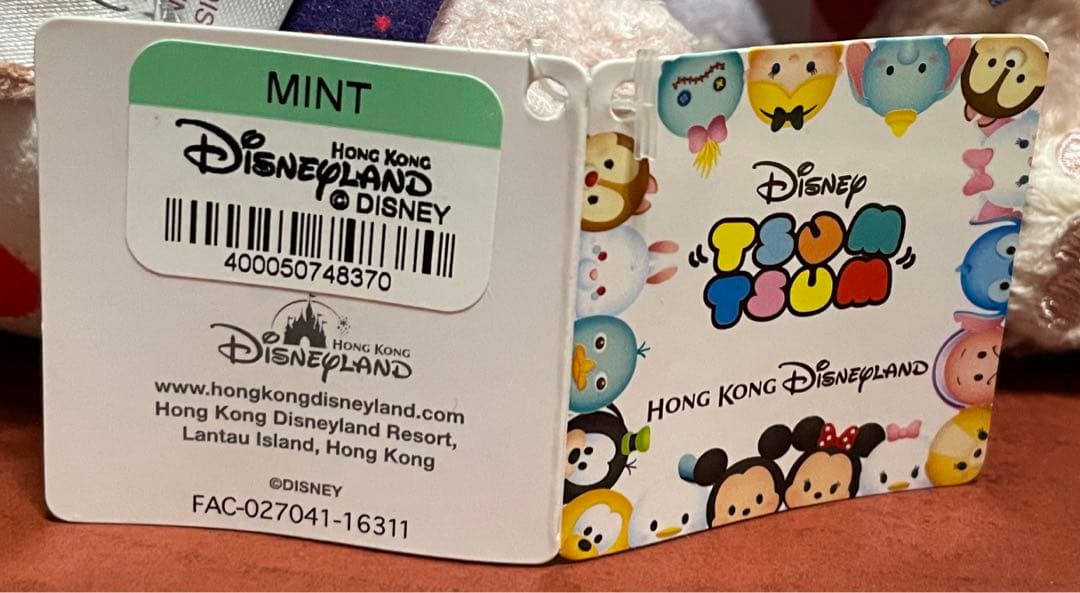 MINT
HONG KONG
DISNEYLAND
© DISNEY
400050748370
HONG KONG
DISNEYLAND
www.hongkongdisneyland.com
Hong Kong Disneyland Resort,
Lantau Island, Hong Kong
©DISNEY
FAC-027041-16311
DISNEY
TSUM
TSUM
HONG KONG DISNEYLAND